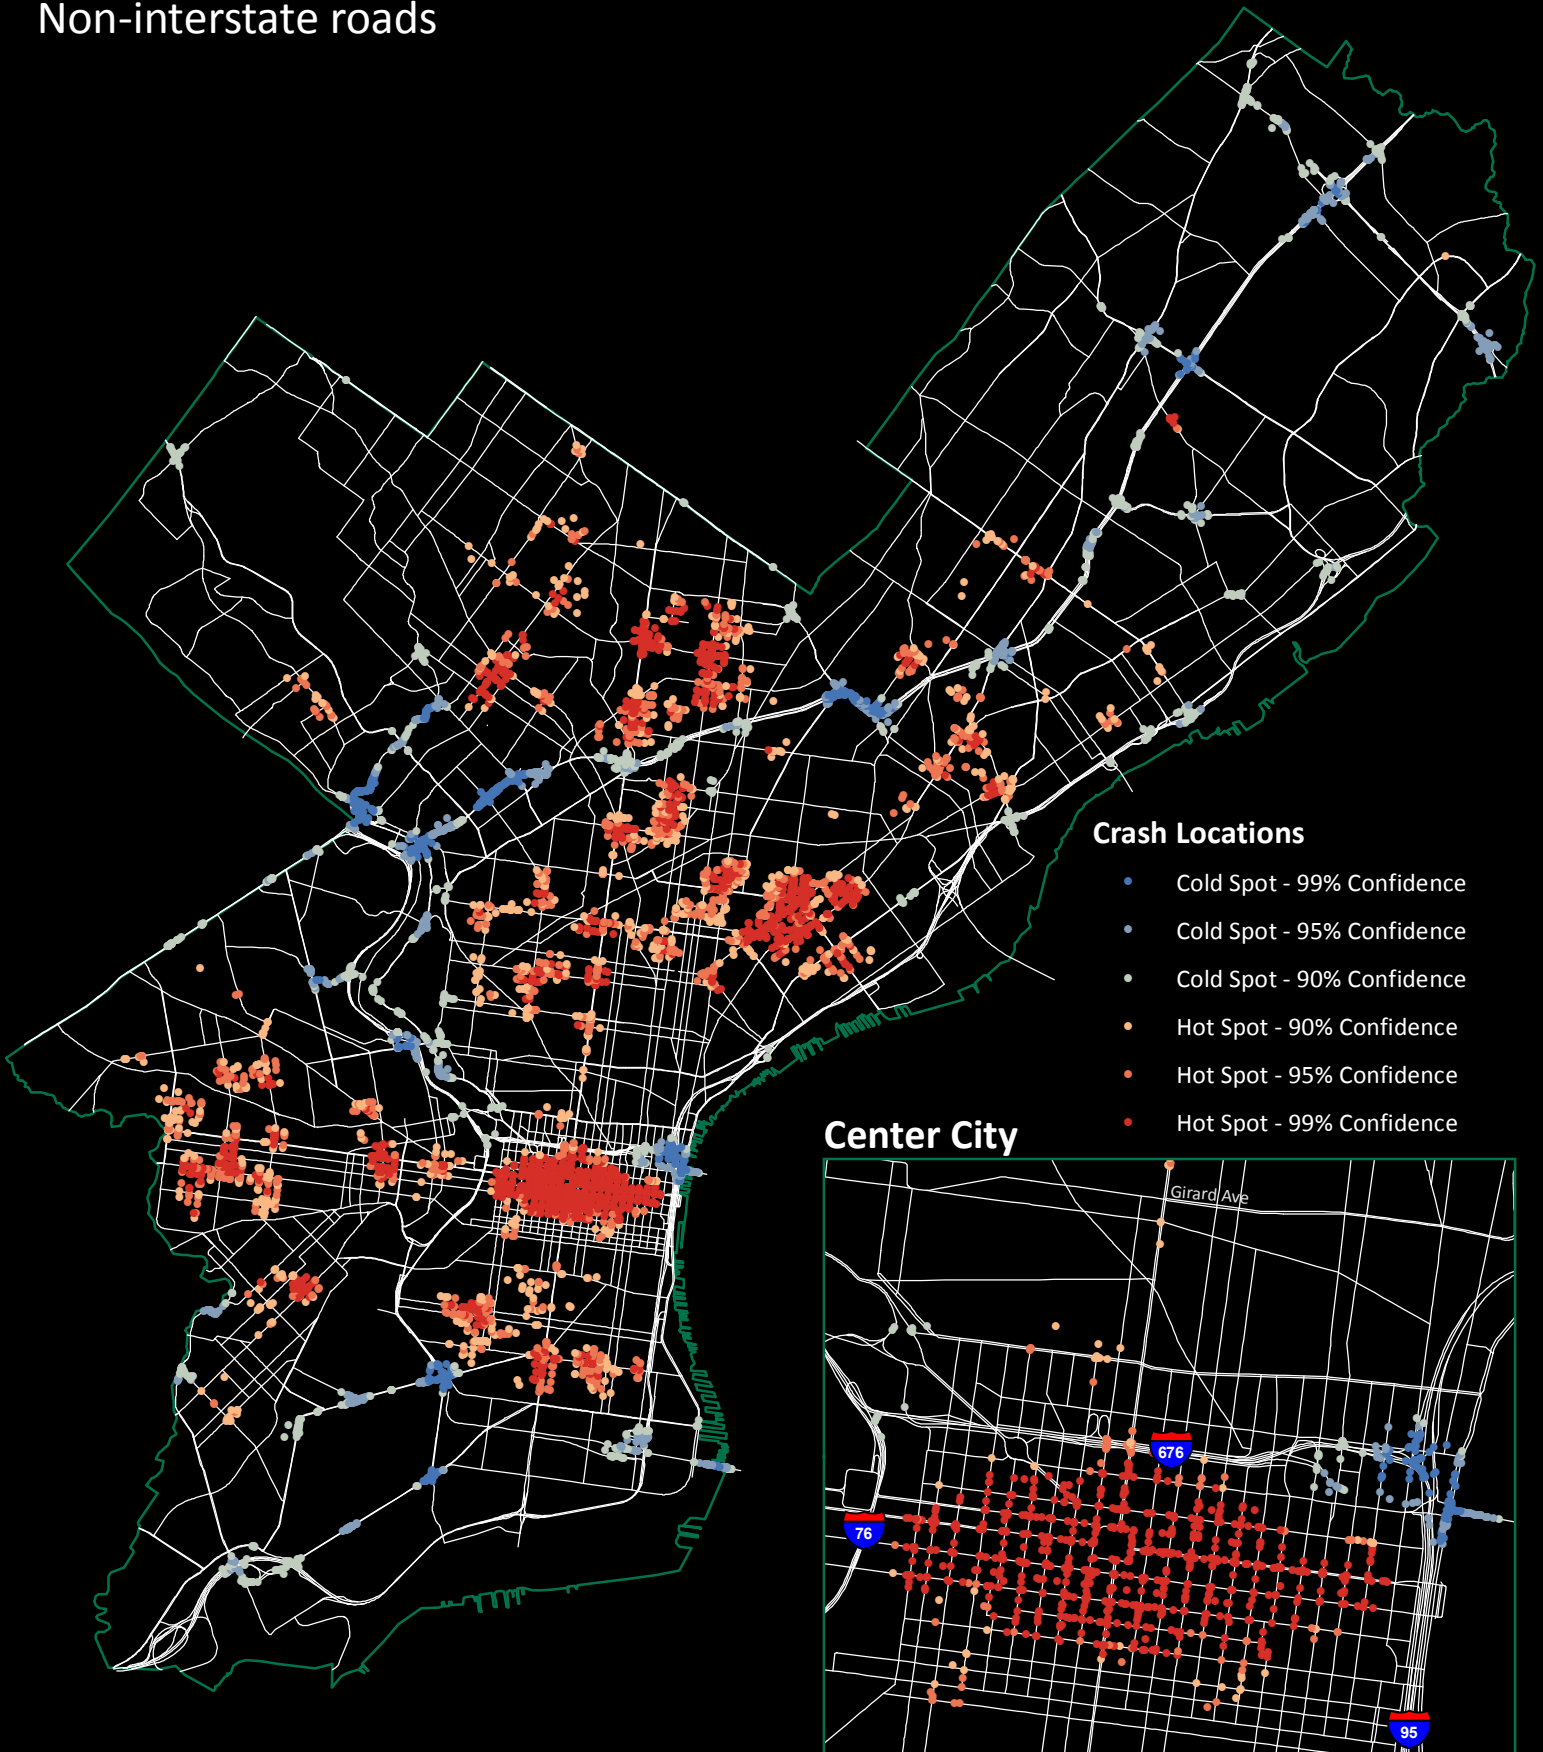 Non-interstate roads
Crash Locations
Cold Spot - 99% Confidence
Cold Spot - 95% Confidence
Cold Spot - 90% Confidence
Hot Spot - 90% Confidence
Hot Spot - 95% Confidence
Hot Spot - 99% Confidence
Center City
Girard Ave
676
76
95